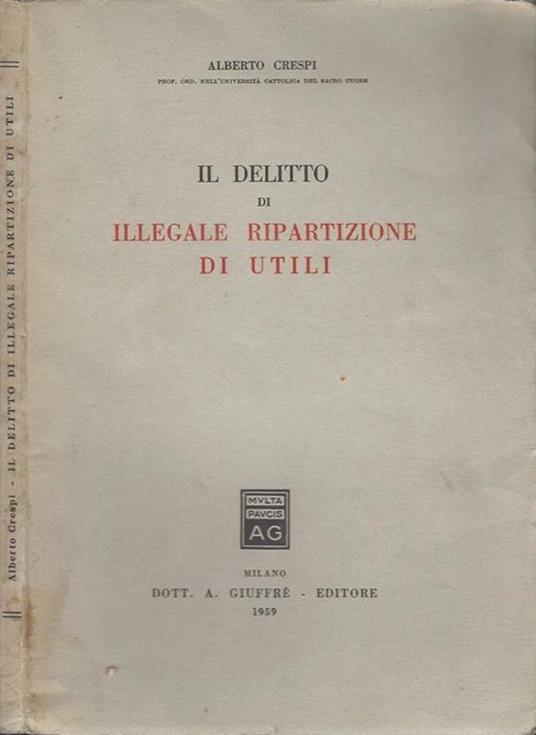 Alberto Crespi - IL DELITTO DI ILLEGALE RIPARTIZIONE DI UTILI
ALBERTO CRESPI
PROF. ORD. NELL'UNIVERSITÀ CATTOLICA DEL SACRO CUORE
IL DELITTO
DI
ILLEGALE RIPARTIZIONE
DI UTILI
MVLTA
PAVCIS
AG
MILANO
DOTT. A. GIUFFRÈ - EDITORE
1959